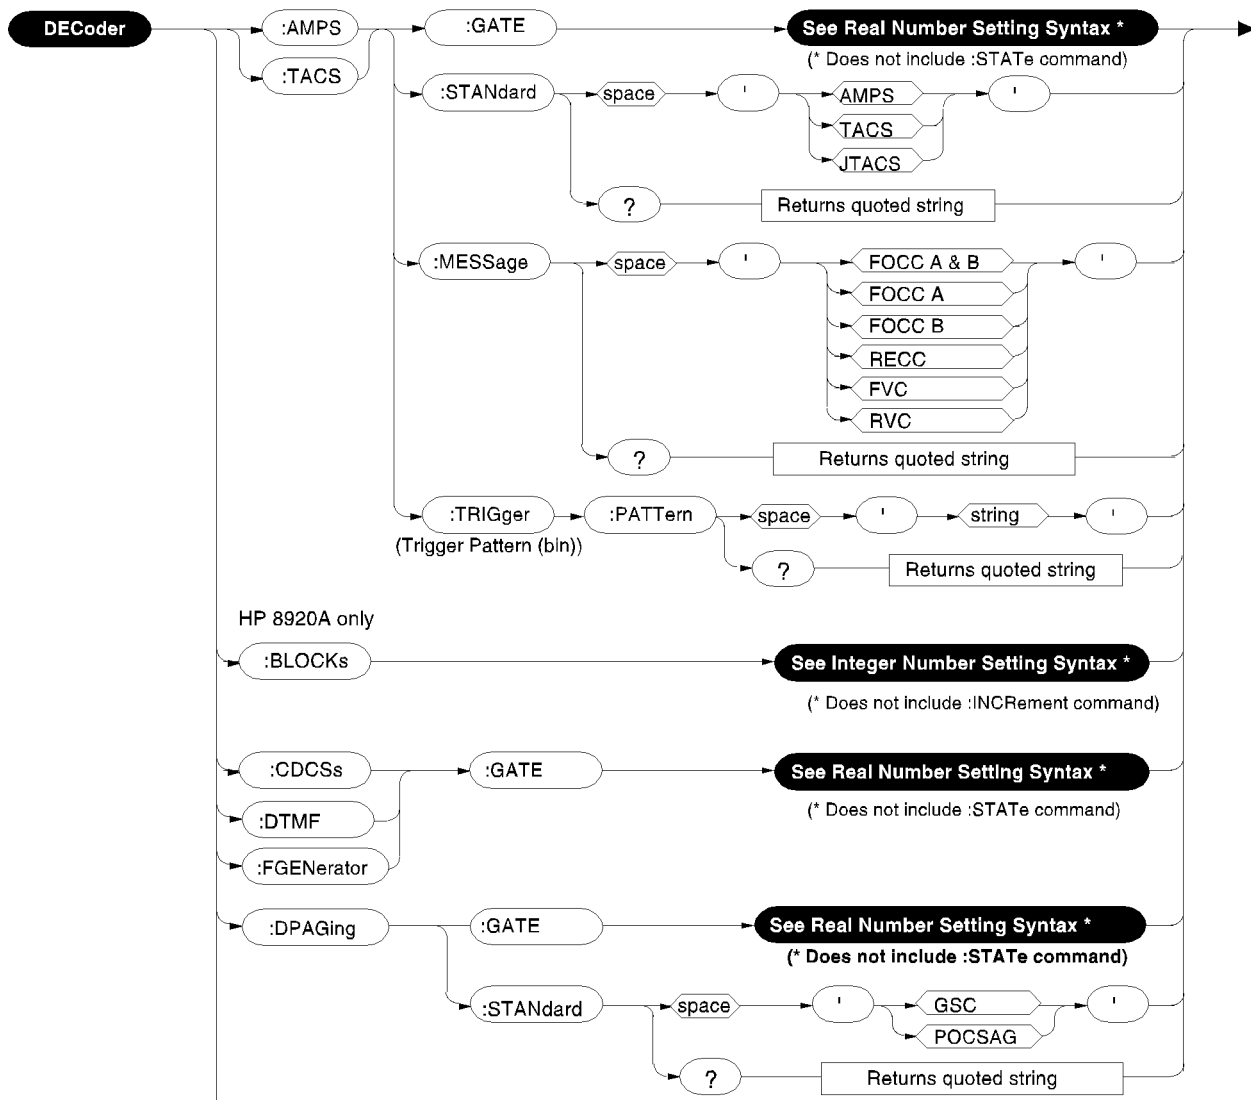 DECoder :AMPS :GATE See Real Number Setting Syntax *
(* Does not include :STATe command)
:TACS
:STANdard space ' AMPS '
TACS
JTACS
? Returns quoted string
:MESSage space ' FOCC A & B '
FOCC A
FOCC B
RECC
FVC
RVC
? Returns quoted string
:TRIGger :PATTern space ' string '
(Trigger Pattern (bin))
? Returns quoted string
HP 8920A only
:BLOCKs See Integer Number Setting Syntax *
(* Does not include :INCRement command)
:CDCSs :GATE See Real Number Setting Syntax *
(* Does not include :STATe command)
:DTMF
:FGENerator
:DPAGing :GATE See Real Number Setting Syntax *
(* Does not include :STATe command)
:STANdard space ' GSC '
POCSAG
? Returns quoted string